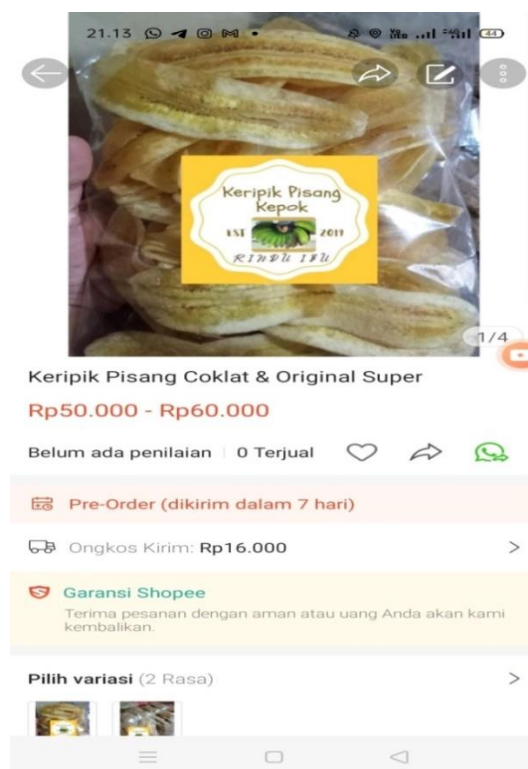 21.13
44
Keripik Pisang
Kepok
EST 2019
RINDU IBU
1/4
Keripik Pisang Coklat & Original Super
Rp50.000 - Rp60.000
Belum ada penilaian 0 Terjual
Pre-Order (dikirim dalam 7 hari)
Ongkos Kirim: Rp16.000
Garansi Shopee
Terima pesanan dengan aman atau uang Anda akan kami
kembalikan.
Pilih variasi (2 Rasa)